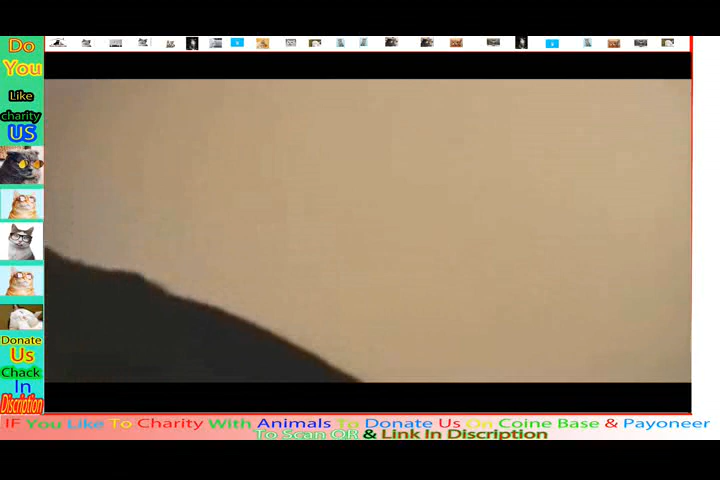 Do
You
Like
charity
US
Donate
Us
Chack
In
Discription
IF You Like To Charity With Animals To Donate Us On Coine Base & Payoneer
To Scan QR & Link In Discription